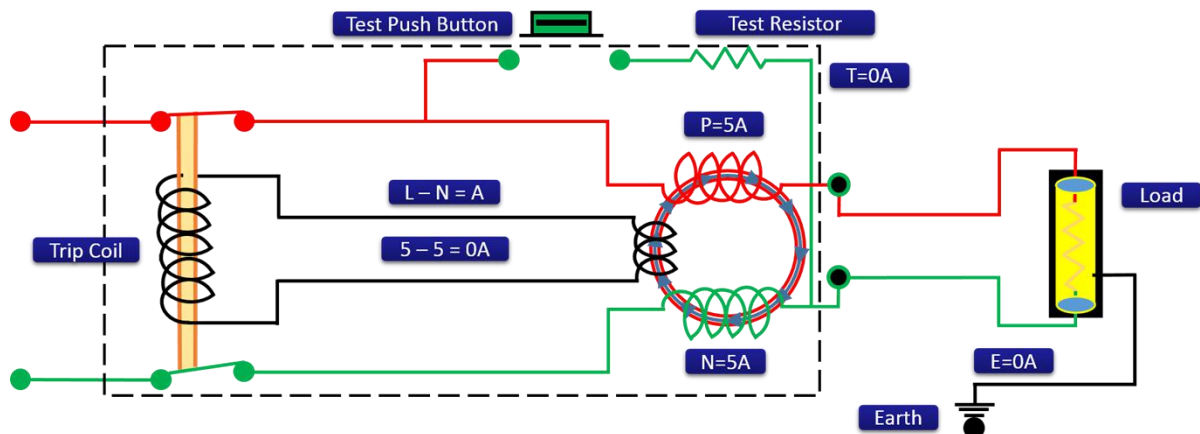 Test Push Button
Test Resistor
T=0A
P=5A
L – N = A
Load
Trip Coil
5 – 5 = 0A
N=5A
E=0A
Earth